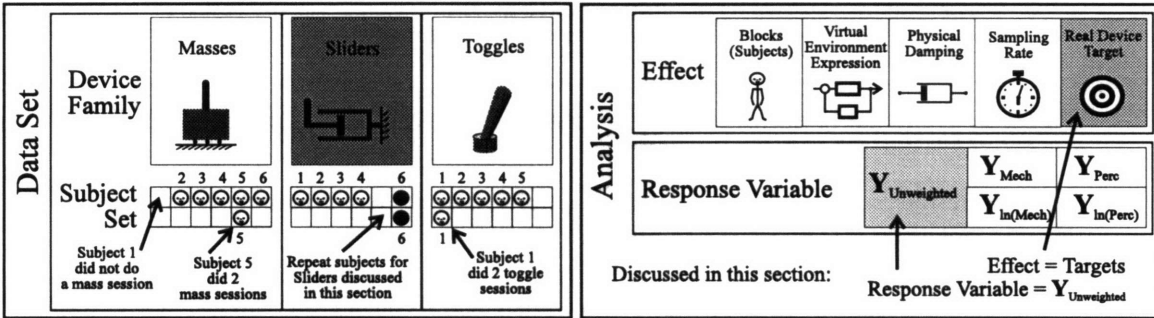 Data Set
Device
Family
Masses
Sliders
Toggles
Subject
Set
2 3 4 5 6
5
1 2 3 4 6
6
1 2 3 4 5
1
Subject 1
did not do
a mass session
Subject 5
did 2
mass sessions
Repeat subjects for
Sliders discussed
in this section
Subject 1
did 2 toggle
sessions
Analysis
Effect
Blocks
(Subjects)
Virtual
Environment
Expression
Physical
Damping
Sampling
Rate
Real Device
Target
Response Variable
Y Unweighted
Y Mech
Y Perc
Y ln(Mech)
Y ln(Perc)
Discussed in this section:
Effect = Targets
Response Variable = Y Unweighted